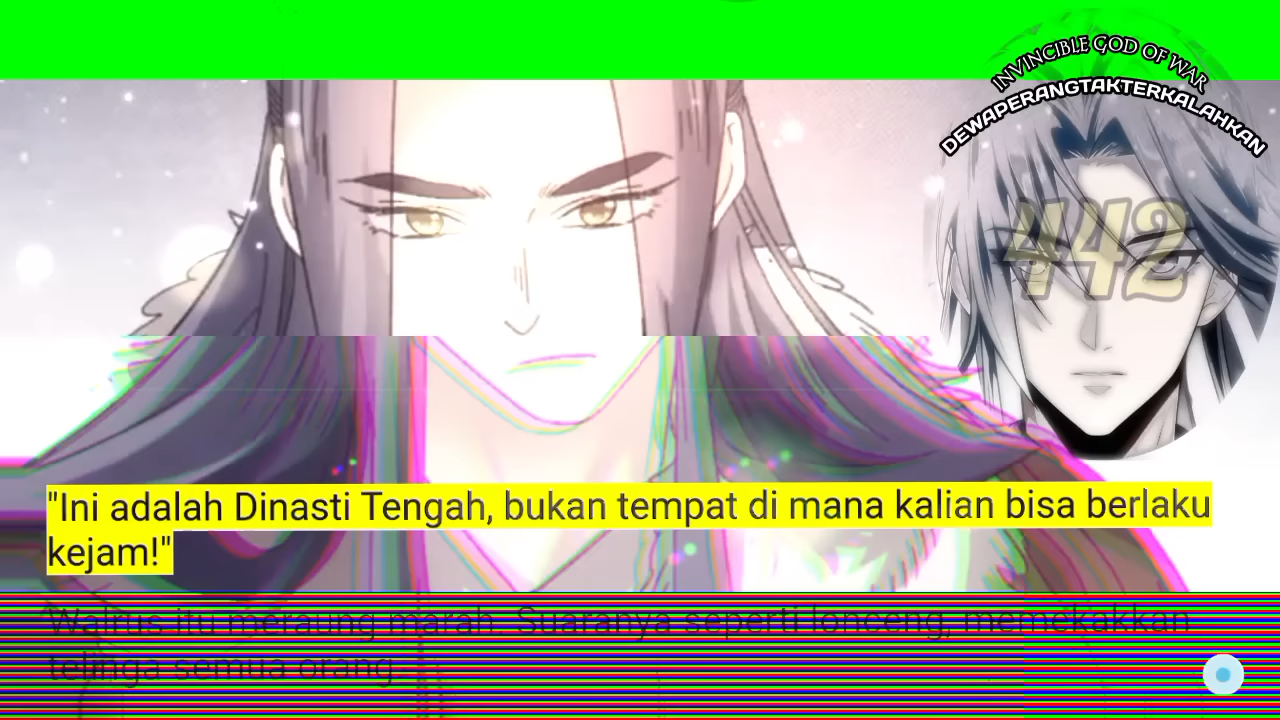 INVINCIBLE GOD OF WAR
DEWAPERANGTAKTERKALAHKAN
442
"Ini adalah Dinasti Tengah, bukan tempat di mana kalian bisa berlaku
kejam!"
Walrus itu meraung marah. Suaranya seperti lonceng, memekakkan
telinga semua orang.